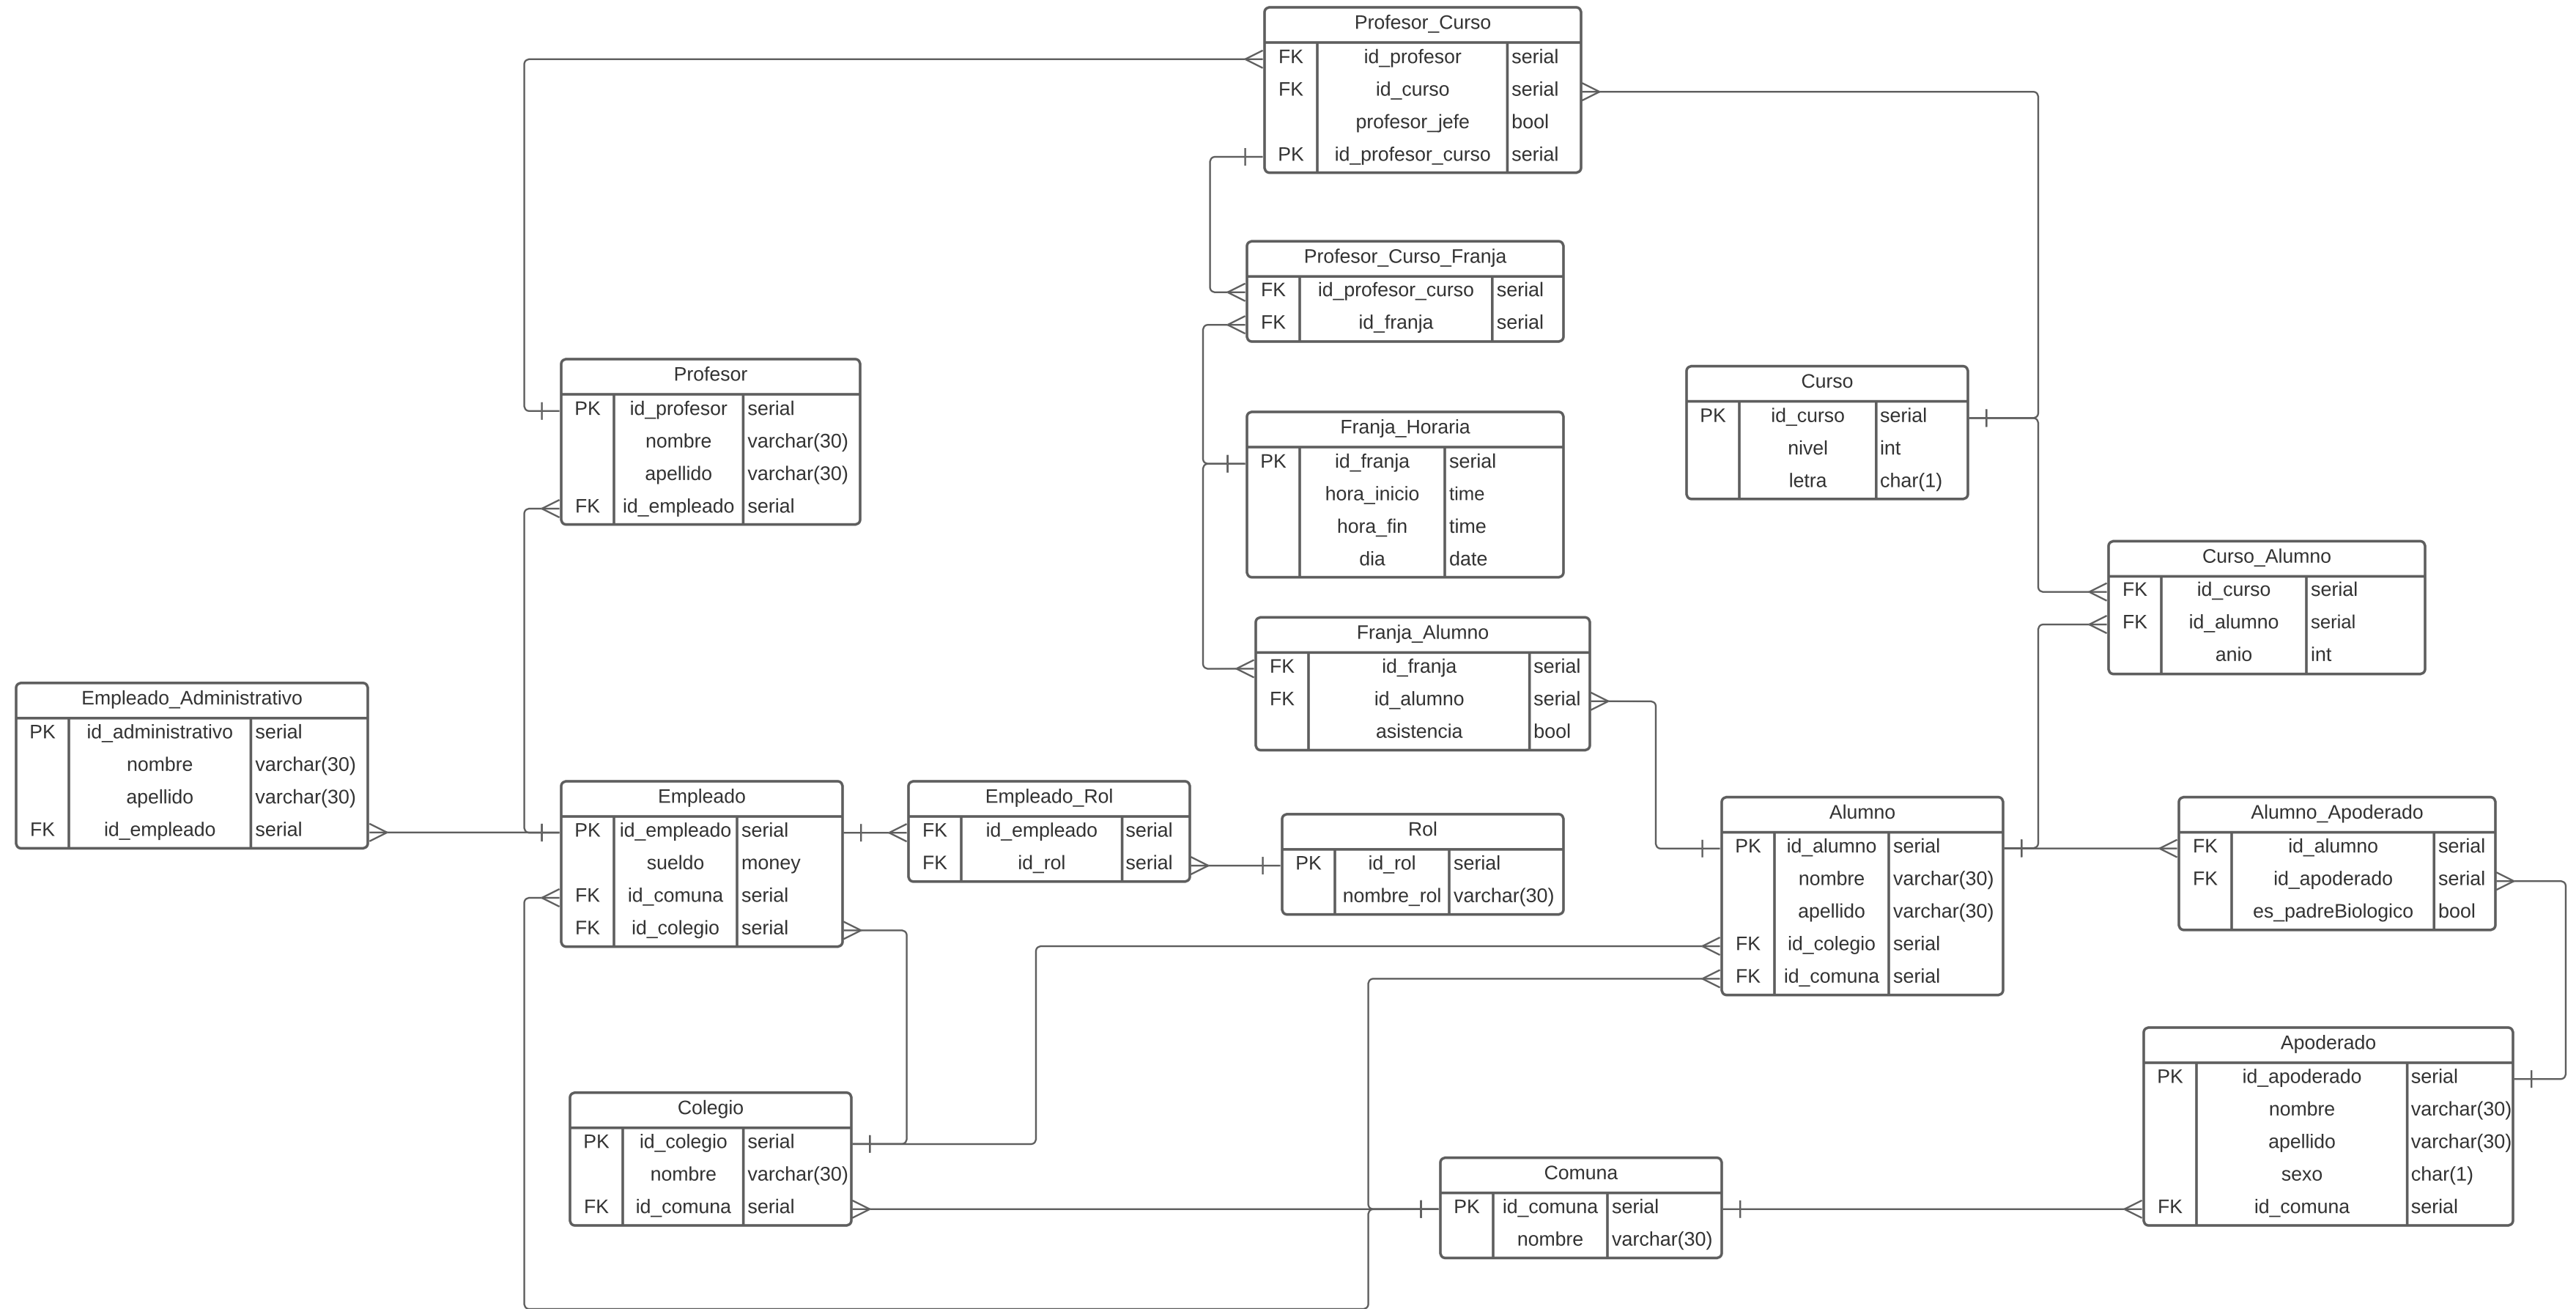 Profesor_Curso
FK id_profesor serial
FK id_curso serial
profesor_jefe bool
PK id_profesor_curso serial
Profesor_Curso_Franja
FK id_profesor_curso serial
FK id_franja serial
Profesor
PK id_profesor serial
nombre varchar(30)
apellido varchar(30)
FK id_empleado serial
Franja_Horaria
PK id_franja serial
hora_inicio time
hora_fin time
dia date
Curso
PK id_curso serial
nivel int
letra char(1)
Curso_Alumno
FK id_curso serial
FK id_alumno serial
anio int
Franja_Alumno
FK id_franja serial
FK id_alumno serial
asistencia bool
Empleado_Administrativo
PK id_administrativo serial
nombre varchar(30)
apellido varchar(30)
FK id_empleado serial
Empleado
PK id_empleado serial
sueldo money
FK id_comuna serial
FK id_colegio serial
Empleado_Rol
FK id_empleado serial
FK id_rol serial
Rol
PK id_rol serial
nombre_rol varchar(30)
Alumno
PK id_alumno serial
nombre varchar(30)
apellido varchar(30)
FK id_colegio serial
FK id_comuna serial
Alumno_Apoderado
FK id_alumno serial
FK id_apoderado serial
es_padreBiologico bool
Apoderado
PK id_apoderado serial
nombre varchar(30)
apellido varchar(30)
sexo char(1)
FK id_comuna serial
Colegio
PK id_colegio serial
nombre varchar(30)
FK id_comuna serial
Comuna
PK id_comuna serial
nombre varchar(30)